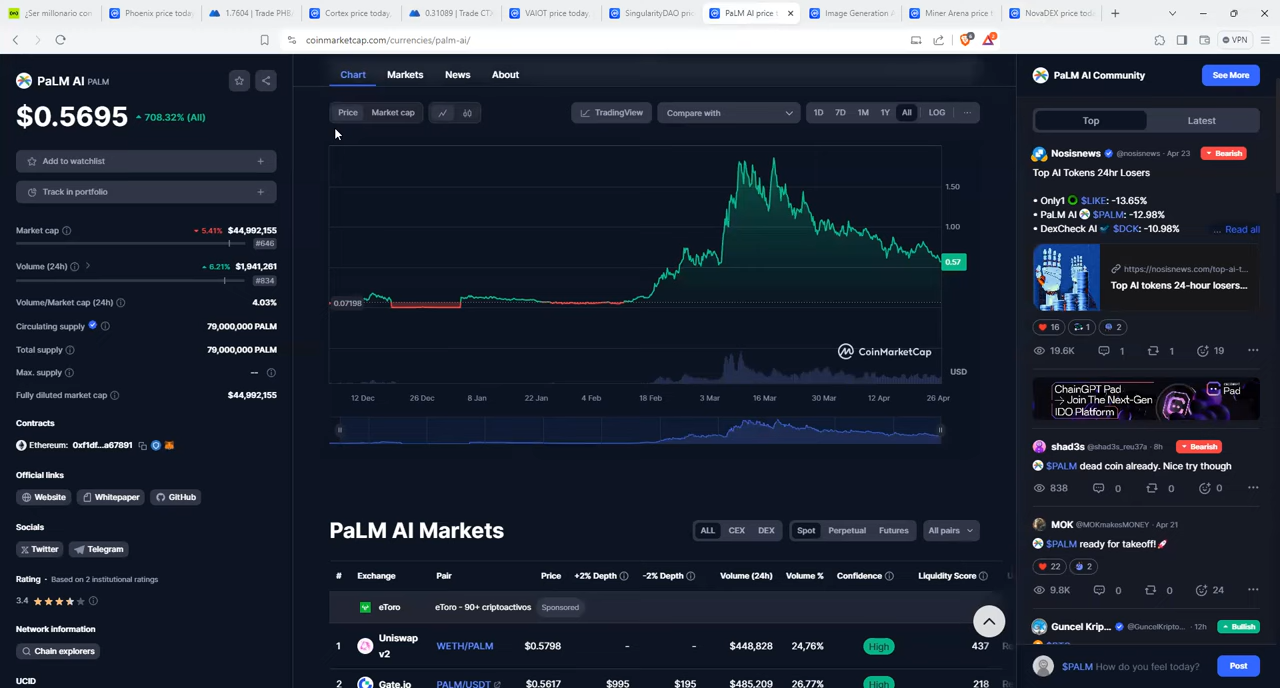 ¿Ser millonario con
Phoenix price today
1.7604 | Trade PHB
Cortex price today,
0.31089 | Trade CTX
VAIOT price today,
SingularityDAO pric
PaLM AI price t
Image Generation A
Miner Arena price t
NovaDEX price toda
coinmarketcap.com/currencies/palm-ai/
VPN
PaLM AI PALM
$0.5695 708.32% (All)
Add to watchlist
Track in portfolio
Market cap 5.41% $44,992,155
#646
Volume (24h) 6.21% $1,941,261
#834
Volume/Market cap (24h) 4.03%
Circulating supply 79,000,000 PALM
Total supply 79,000,000 PALM
Max. supply --
Fully diluted market cap $44,992,155
Contracts
Ethereum: 0xf1df...a67891
Official links
Website Whitepaper GitHub
Socials
Twitter Telegram
Rating · Based on 2 institutional ratings
3.4
Network information
Chain explorers
UCID
Chart Markets News About
Price Market cap TradingView Compare with 1D 7D 1M 1Y All LOG ...
1.50
1.00
0.57
0.07198
CoinMarketCap
USD
12 Dec 26 Dec 8 Jan 22 Jan 4 Feb 18 Feb 3 Mar 16 Mar 30 Mar 12 Apr 26 Apr
PaLM AI Markets
ALL CEX DEX Spot Perpetual Futures All pairs
# Exchange Pair Price +2% Depth -2% Depth Volume (24h) Volume % Confidence Liquidity Score
eToro eToro - 90+ criptoactivos Sponsored
1 Uniswap v2 WETH/PALM $0.5798 - - $448,828 24,76% High 437
2 Gate.io PALM/USDT $0.5617 $995 $195 $485,209 26,77% High 218
PaLM AI Community See More
Top Latest
Nosisnews @nosisnews · Apr 23 Bearish
Top AI Tokens 24hr Losers
• Only1 $LIKE: -13.65%
• PaLM AI $PALM: -12.98%
• DexCheck AI $DCK: -10.98% ... Read all
https://nosisnews.com/top-ai-t...
Top AI tokens 24-hour losers...
16 1 2
19.6K 1 1 19
ChainGPT Pad
→ Join The Next-Gen
IDO Platform
Pad
shad3s @shad3s_reu37a · 8h Bearish
$PALM dead coin already. Nice try though
838 0 0 0
MOK @MOKmakesMONEY · Apr 21
$PALM ready for takeoff!🚀
22 2
9.8K 0 0 24
Guncel Krip... @GuncelKripto... · 12h Bullish
$PALM How do you feel today? Post